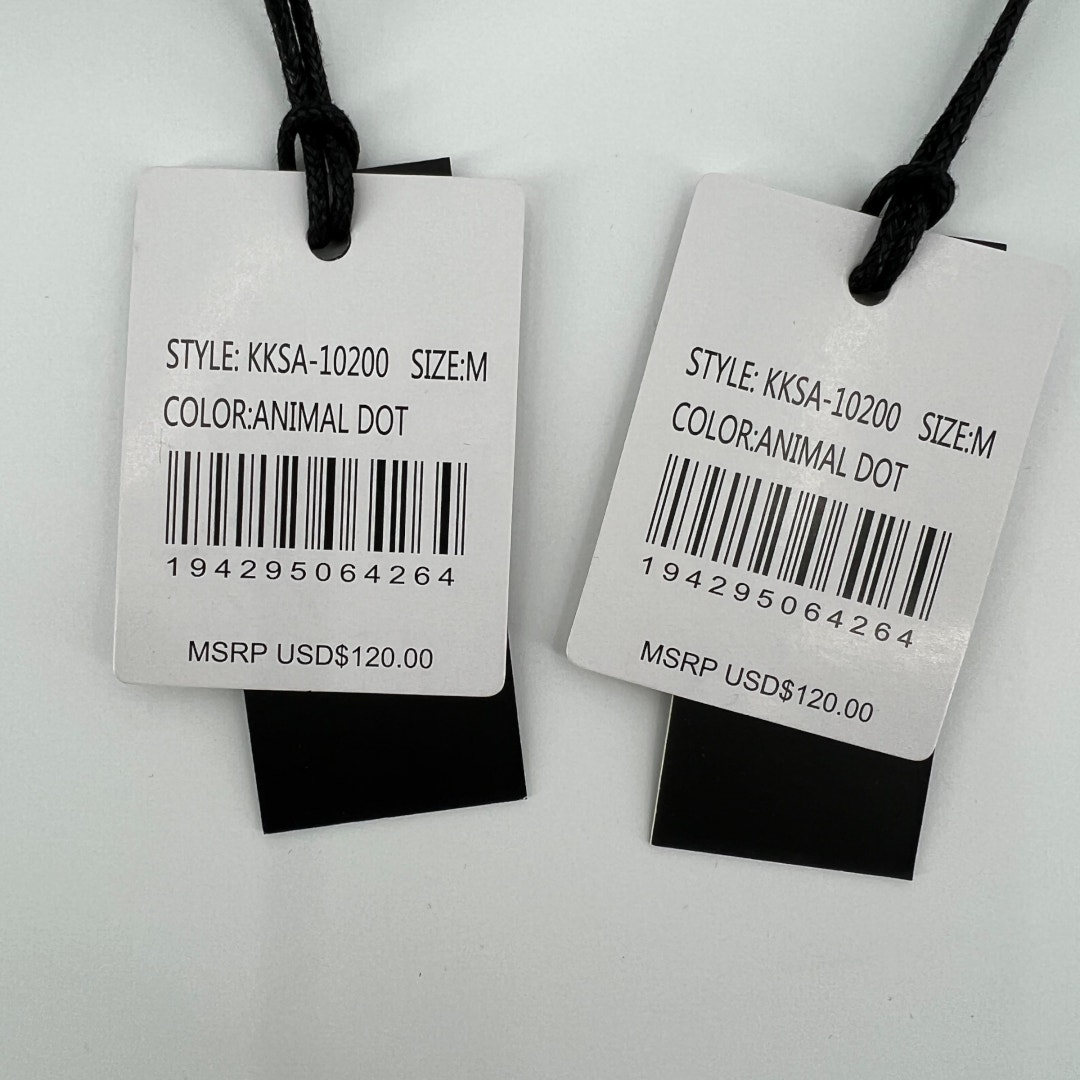 STYLE: KKSA-10200 SIZE:M
COLOR:ANIMAL DOT
194295064264
MSRP USD$120.00
STYLE: KKSA-10200 SIZE:M
COLOR:ANIMAL DOT
194295064264
MSRP USD$120.00